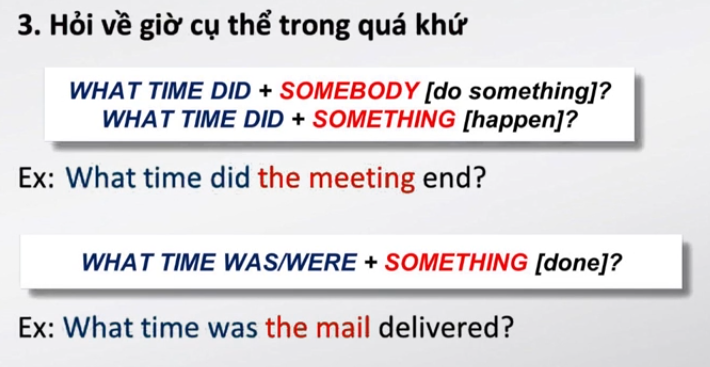 3. Hỏi về giờ cụ thể trong quá khứ
WHAT TIME DID + SOMEBODY [do something]?
WHAT TIME DID + SOMETHING [happen]?
Ex: What time did the meeting end?
WHAT TIME WAS/WERE + SOMETHING [done]?
Ex: What time was the mail delivered?